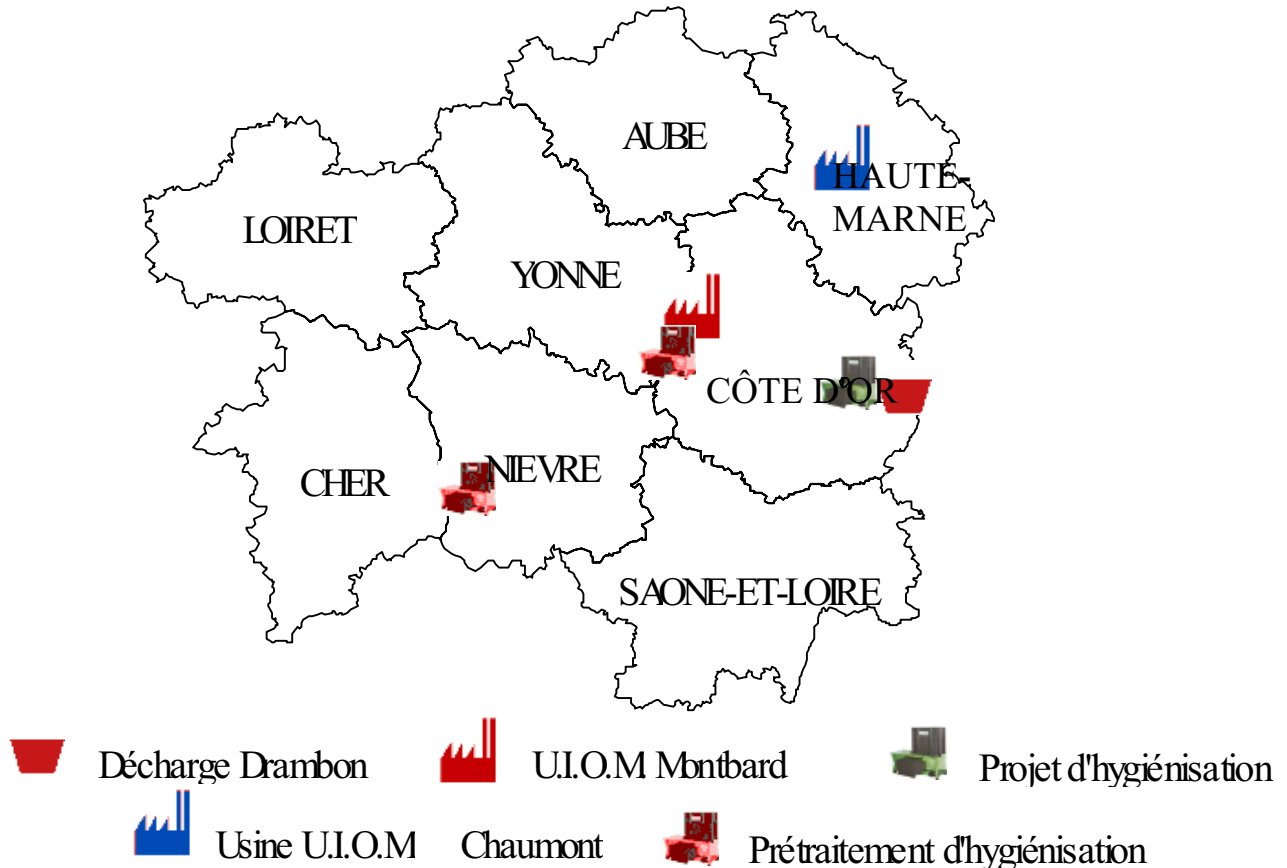 AUBE
HAUTE-
MARNE
LOIRET
YONNE
CÔTE D'OR
CHER
NIEVRE
SAONE-ET-LOIRE
Décharge Drambon
U.I.O.M Montbard
Projet d'hygiénisation
Usine U.I.O.M Chaumont
Prétraitement d'hygiénisation